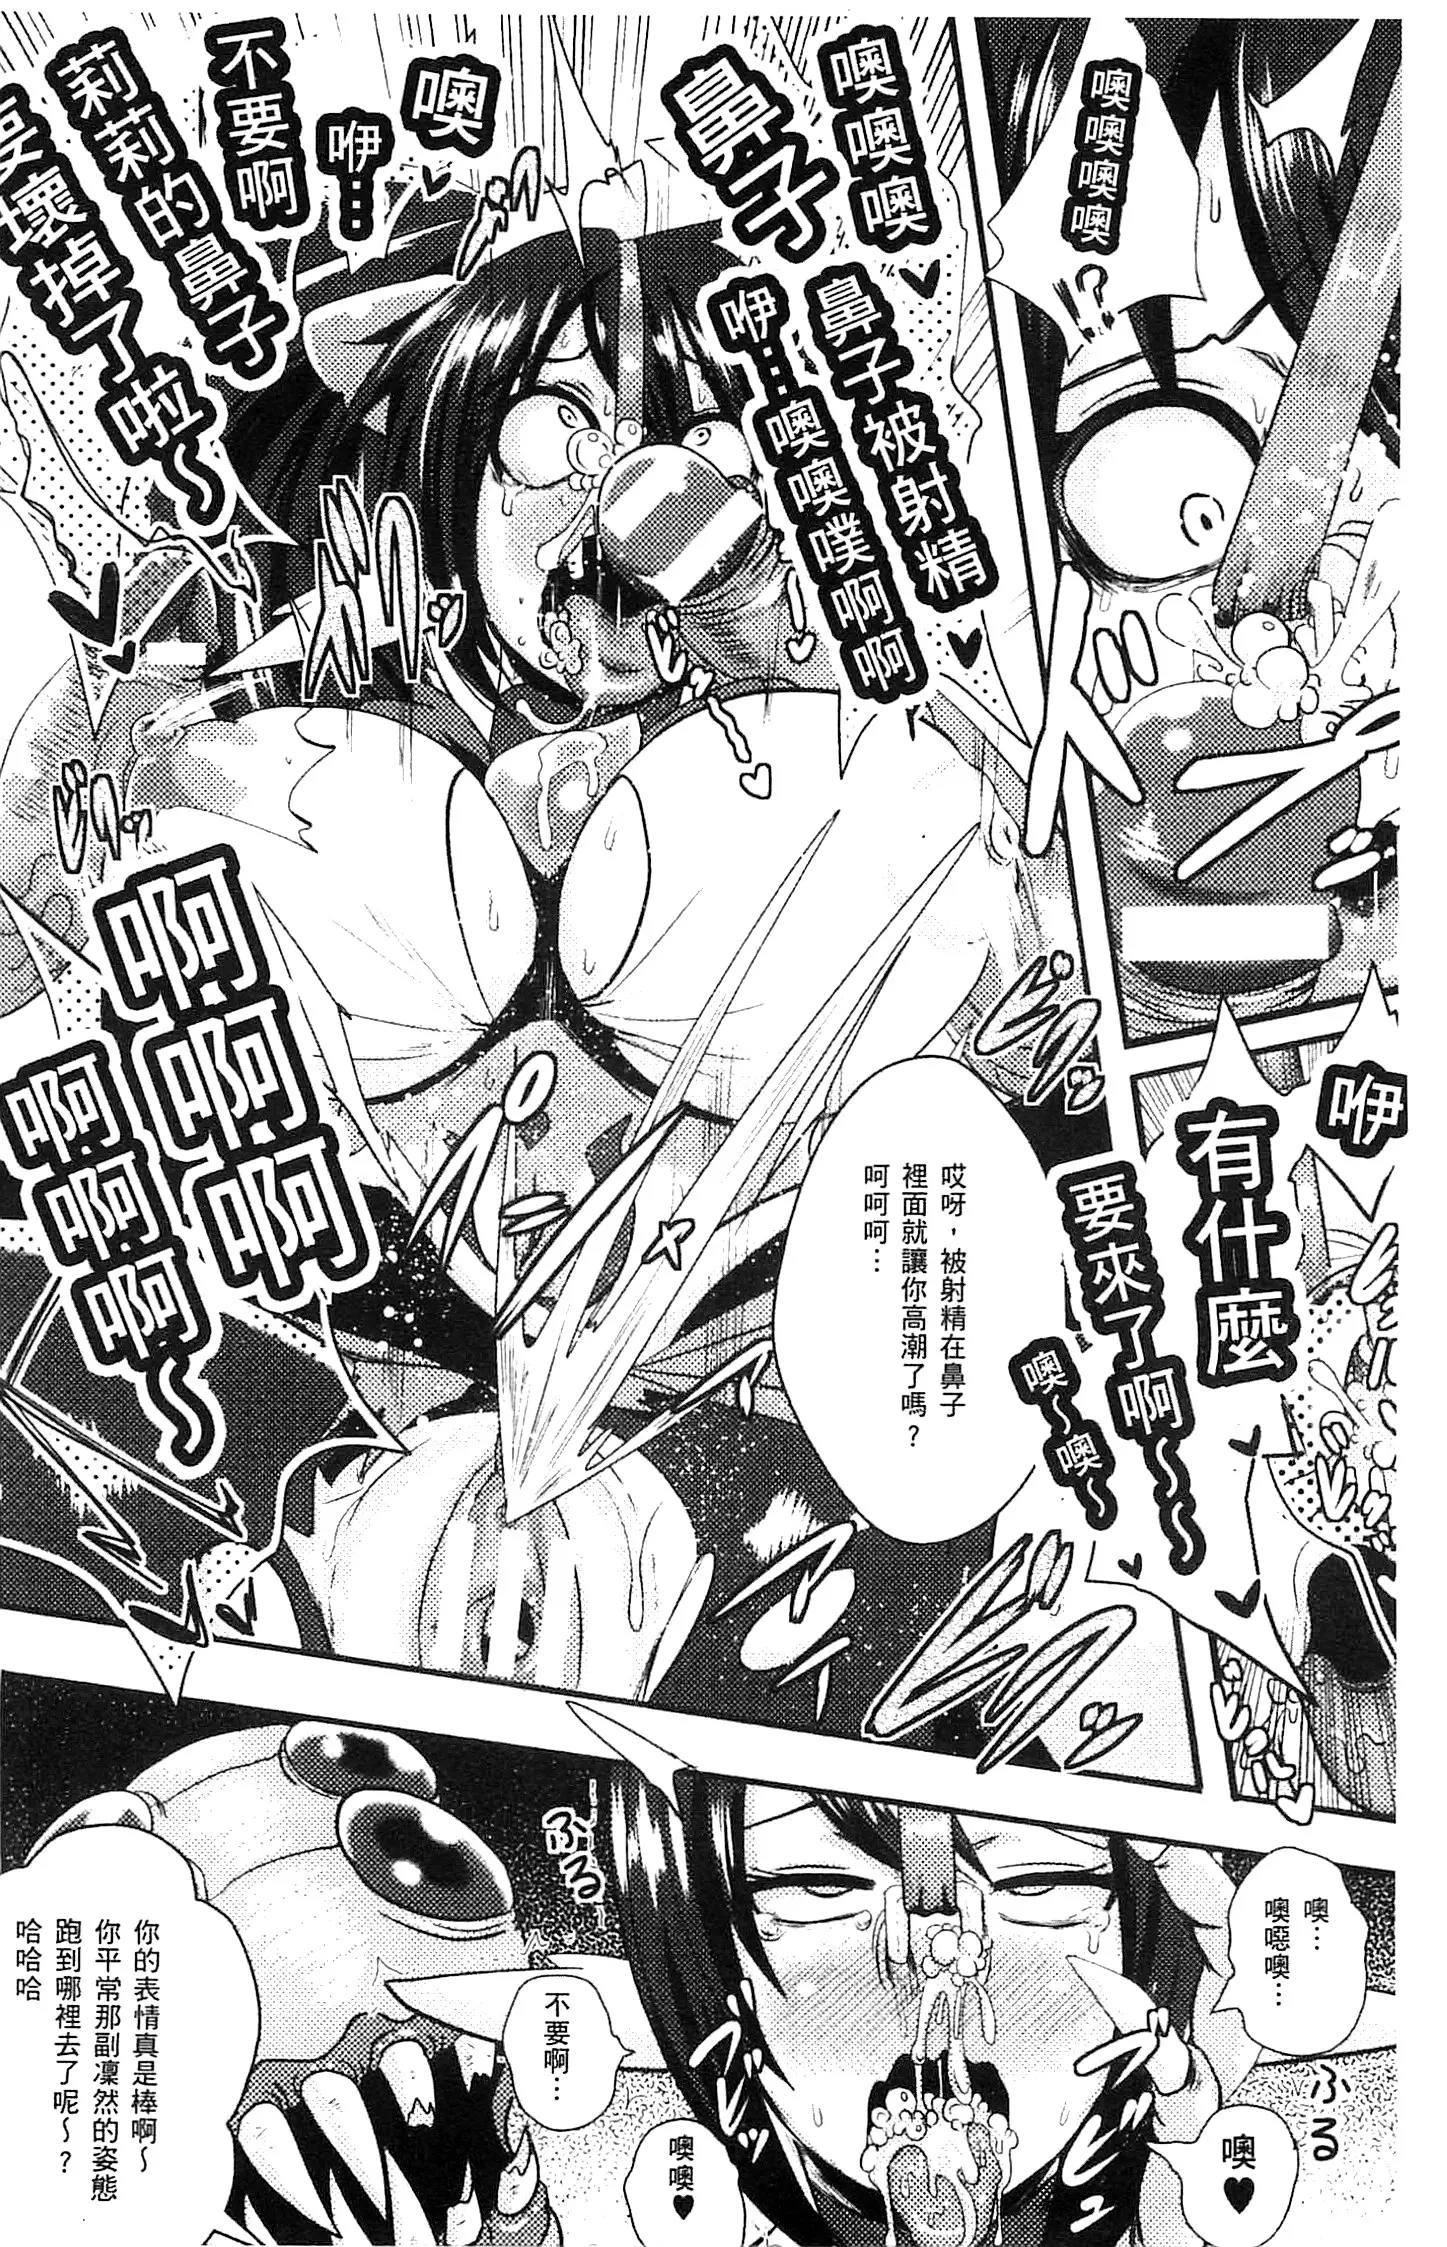 噢噢噢噢
!?
噢噢噢噢
鼻子
鼻子被射精
咿…噢噢噗啊啊
噢
咿…
不要啊
莉莉的鼻子
要壞掉了啦～
咿
有什麼
要來了啊～～
噢～噢～
哎呀，被射精在鼻子
裡面就讓你高潮了嗎？
呵呵呵…
啊啊啊
啊啊啊～
噢…
噢噁噢…
噢♥
ふる
ふる
不要啊…
噢噢♥
你的表情真是棒啊～
你平常那副凜然的姿態
跑到哪裡去了呢～？
哈哈哈